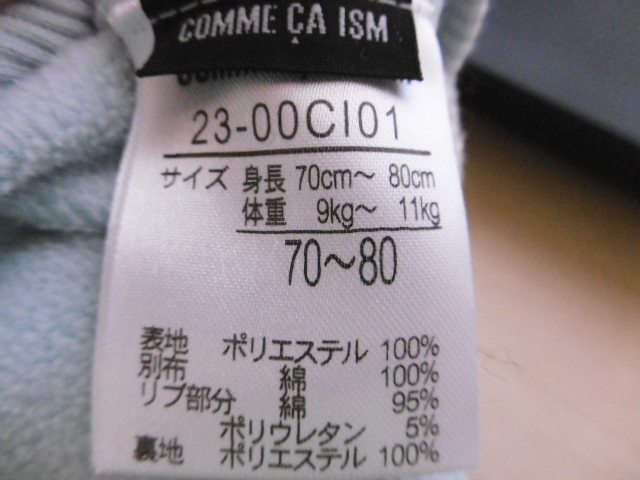 COMME ÇA ISM
23-00CI01
サイズ 身長 70cm～ 80cm
体重 9kg～ 11kg
70～80
表地 ポリエステル 100%
別布 綿 100%
リブ部分 綿 95%
ポリウレタン 5%
裏地 ポリエステル 100%